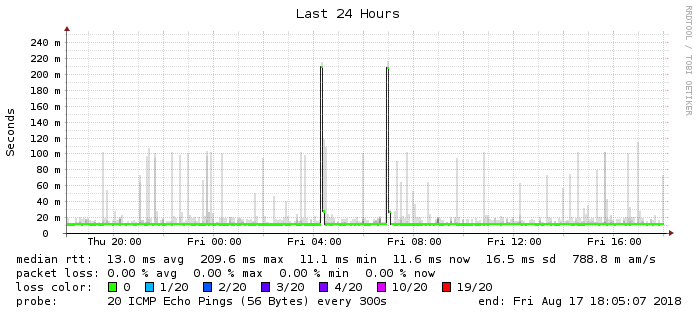 Last 24 Hours
RRDTOOL / TOBI OETIKER
Seconds
240 m
220 m
200 m
180 m
160 m
140 m
120 m
100 m
80 m
60 m
40 m
20 m
0
Thu 20:00 Fri 00:00 Fri 04:00 Fri 08:00 Fri 12:00 Fri 16:00
median rtt: 13.0 ms avg 209.6 ms max 11.1 ms min 11.6 ms now 16.5 ms sd 788.8 m am/s
packet loss: 0.00 % avg 0.00 % max 0.00 % min 0.00 % now
loss color: 0 1/20 2/20 3/20 4/20 10/20 19/20
probe: 20 ICMP Echo Pings (56 Bytes) every 300s end: Fri Aug 17 18:05:07 2018